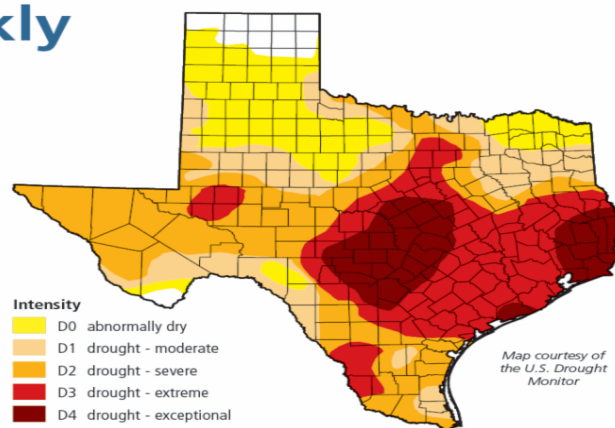 kly
Intensity
D0 abnormally dry
D1 drought - moderate
D2 drought - severe
D3 drought - extreme
D4 drought - exceptional
Map courtesy of
the U.S. Drought
Monitor